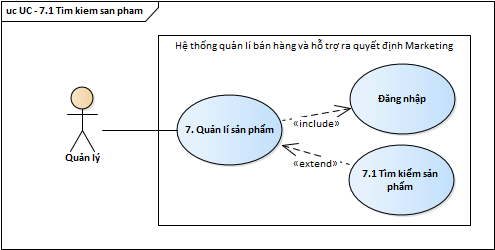 uc UC - 7.1 Tim kiem san pham
Hệ thống quản lí bán hàng và hỗ trợ ra quyết định Marketing
Đăng nhập
7. Quản lí sản phẩm
«include»
Quản lý
«extend»
7.1 Tìm kiếm sản
phẩm